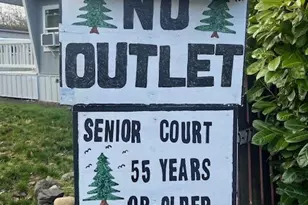 NO
OUTLET
SENIOR COURT
55 YEARS
OR OLDER